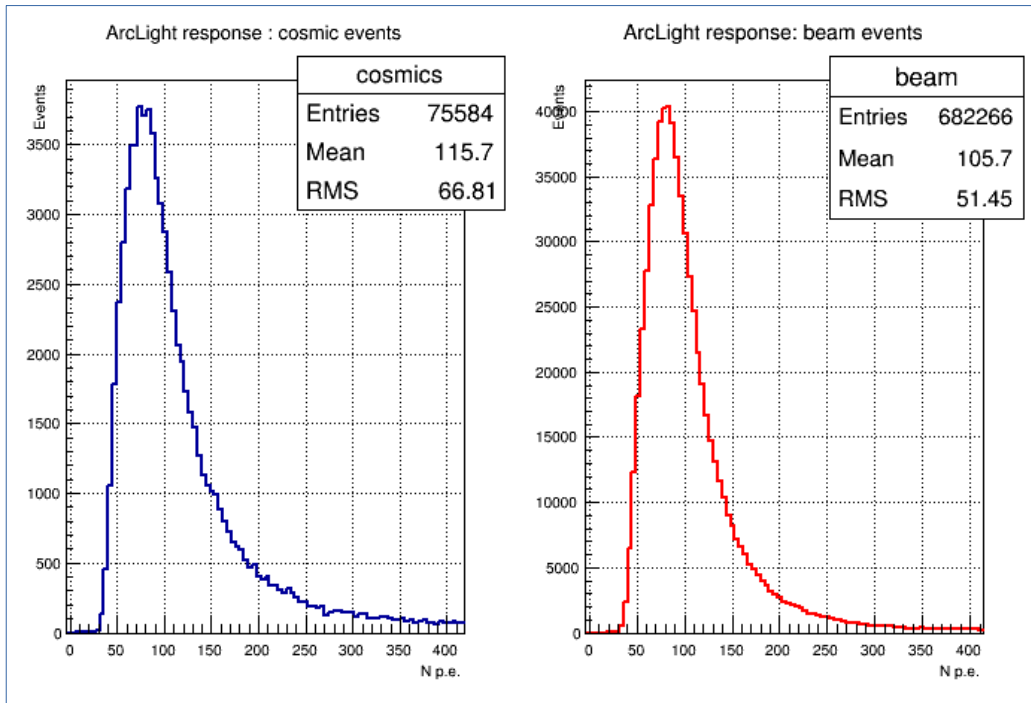 ArcLight response : cosmic events
cosmics
Entries 75584
Mean 115.7
RMS 66.81
Events
3500
3000
2500
2000
1500
1000
500
0
0 50 100 150 200 250 300 350 400
N p.e.
ArcLight response: beam events
beam
Entries 682266
Mean 105.7
RMS 51.45
Events
40000
35000
30000
25000
20000
15000
10000
5000
0
0 50 100 150 200 250 300 350 400
N p.e.